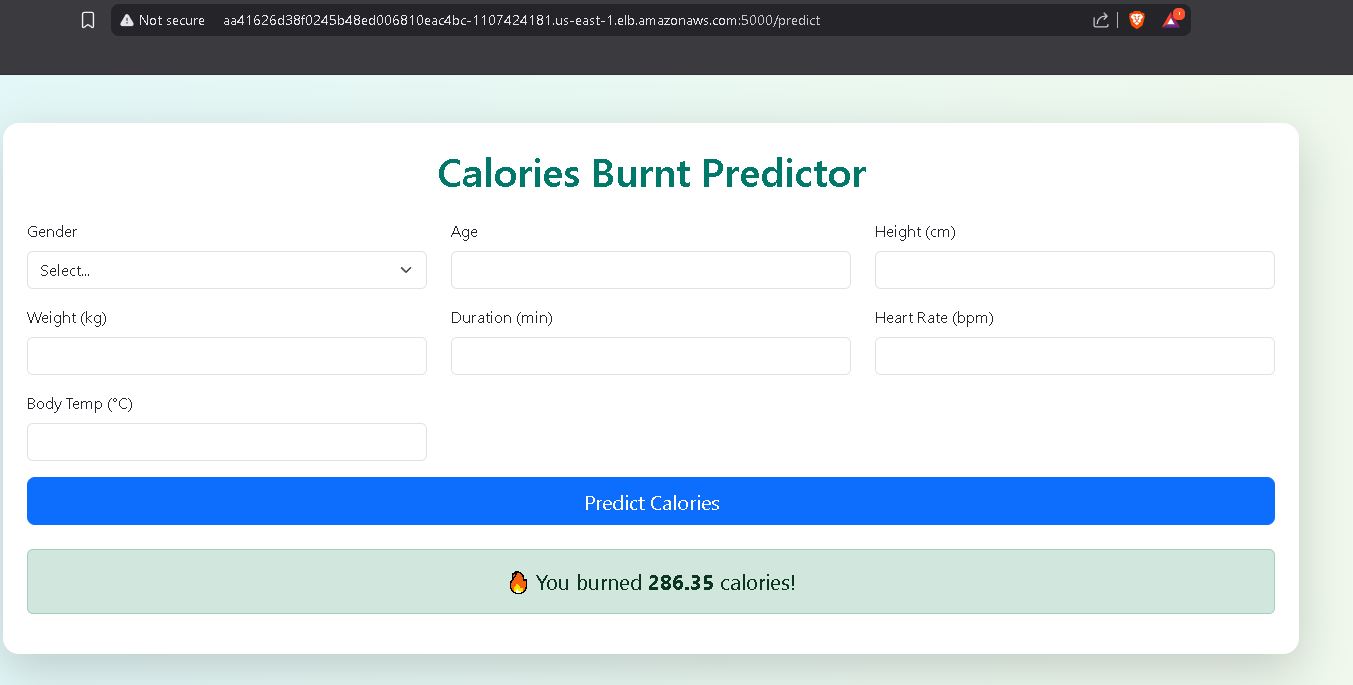 Not secure aa41626d38f0245b48ed006810eac4bc-1107424181.us-east-1.elb.amazonaws.com:5000/predict
Calories Burnt Predictor
Gender Age Height (cm)
Select...
Weight (kg) Duration (min) Heart Rate (bpm)
Body Temp (°C)
Predict Calories
You burned 286.35 calories!